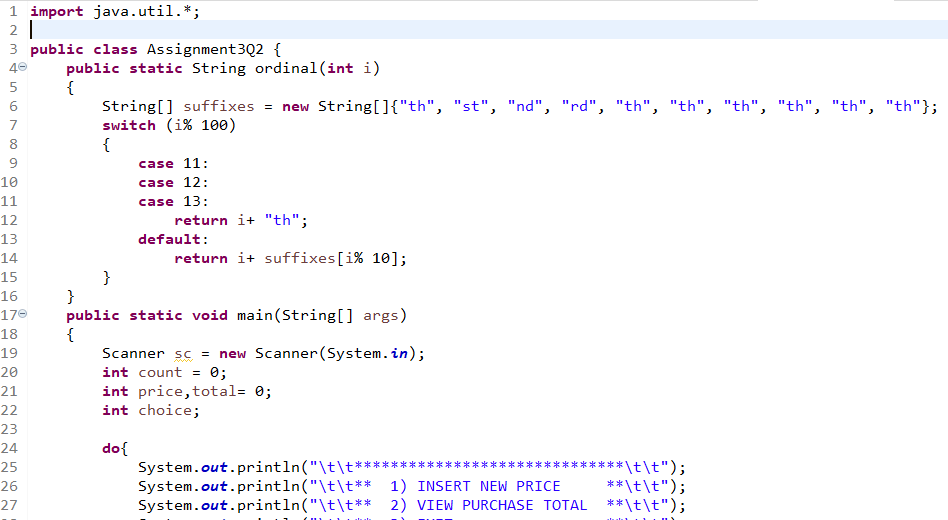 1 import java.util.*;
2
3 public class Assignment3Q2 {
4 public static String ordinal(int i)
5 {
6 String[] suffixes = new String[]{"th", "st", "nd", "rd", "th", "th", "th", "th", "th", "th"};
7 switch (i% 100)
8 {
9 case 11:
10 case 12:
11 case 13:
12 return i+ "th";
13 default:
14 return i+ suffixes[i% 10];
15 }
16 }
17 public static void main(String[] args)
18 {
19 Scanner sc = new Scanner(System.in);
20 int count = 0;
21 int price,total= 0;
22 int choice;
23
24 do{
25 System.out.println("\t\t******************************\t\t");
26 System.out.println("\t\t** 1) INSERT NEW PRICE **\t\t");
27 System.out.println("\t\t** 2) VIEW PURCHASE TOTAL **\t\t");